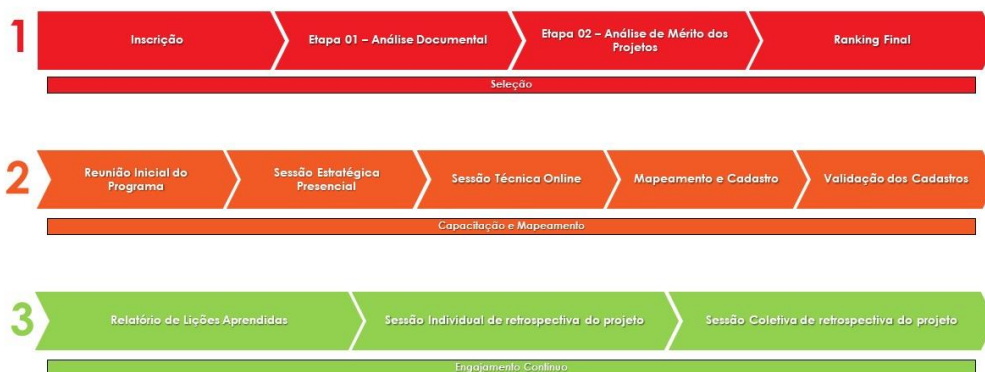 1
Inscrição
Etapa 01 – Análise Documental
Etapa 02 – Análise de Mérito dos
Projetos
Ranking Final
Seleção
2
Reunião Inicial do
Programa
Sessão Estratégica
Presencial
Sessão Técnica Online
Mapeamento e Cadastro
Validação dos Cadastros
Capacitação e Mapeamento
3
Relatório de Lições Aprendidas
Sessão Individual de retrospectiva do projeto
Sessão Coletiva de retrospectiva do projeto
Engajamento Contínuo